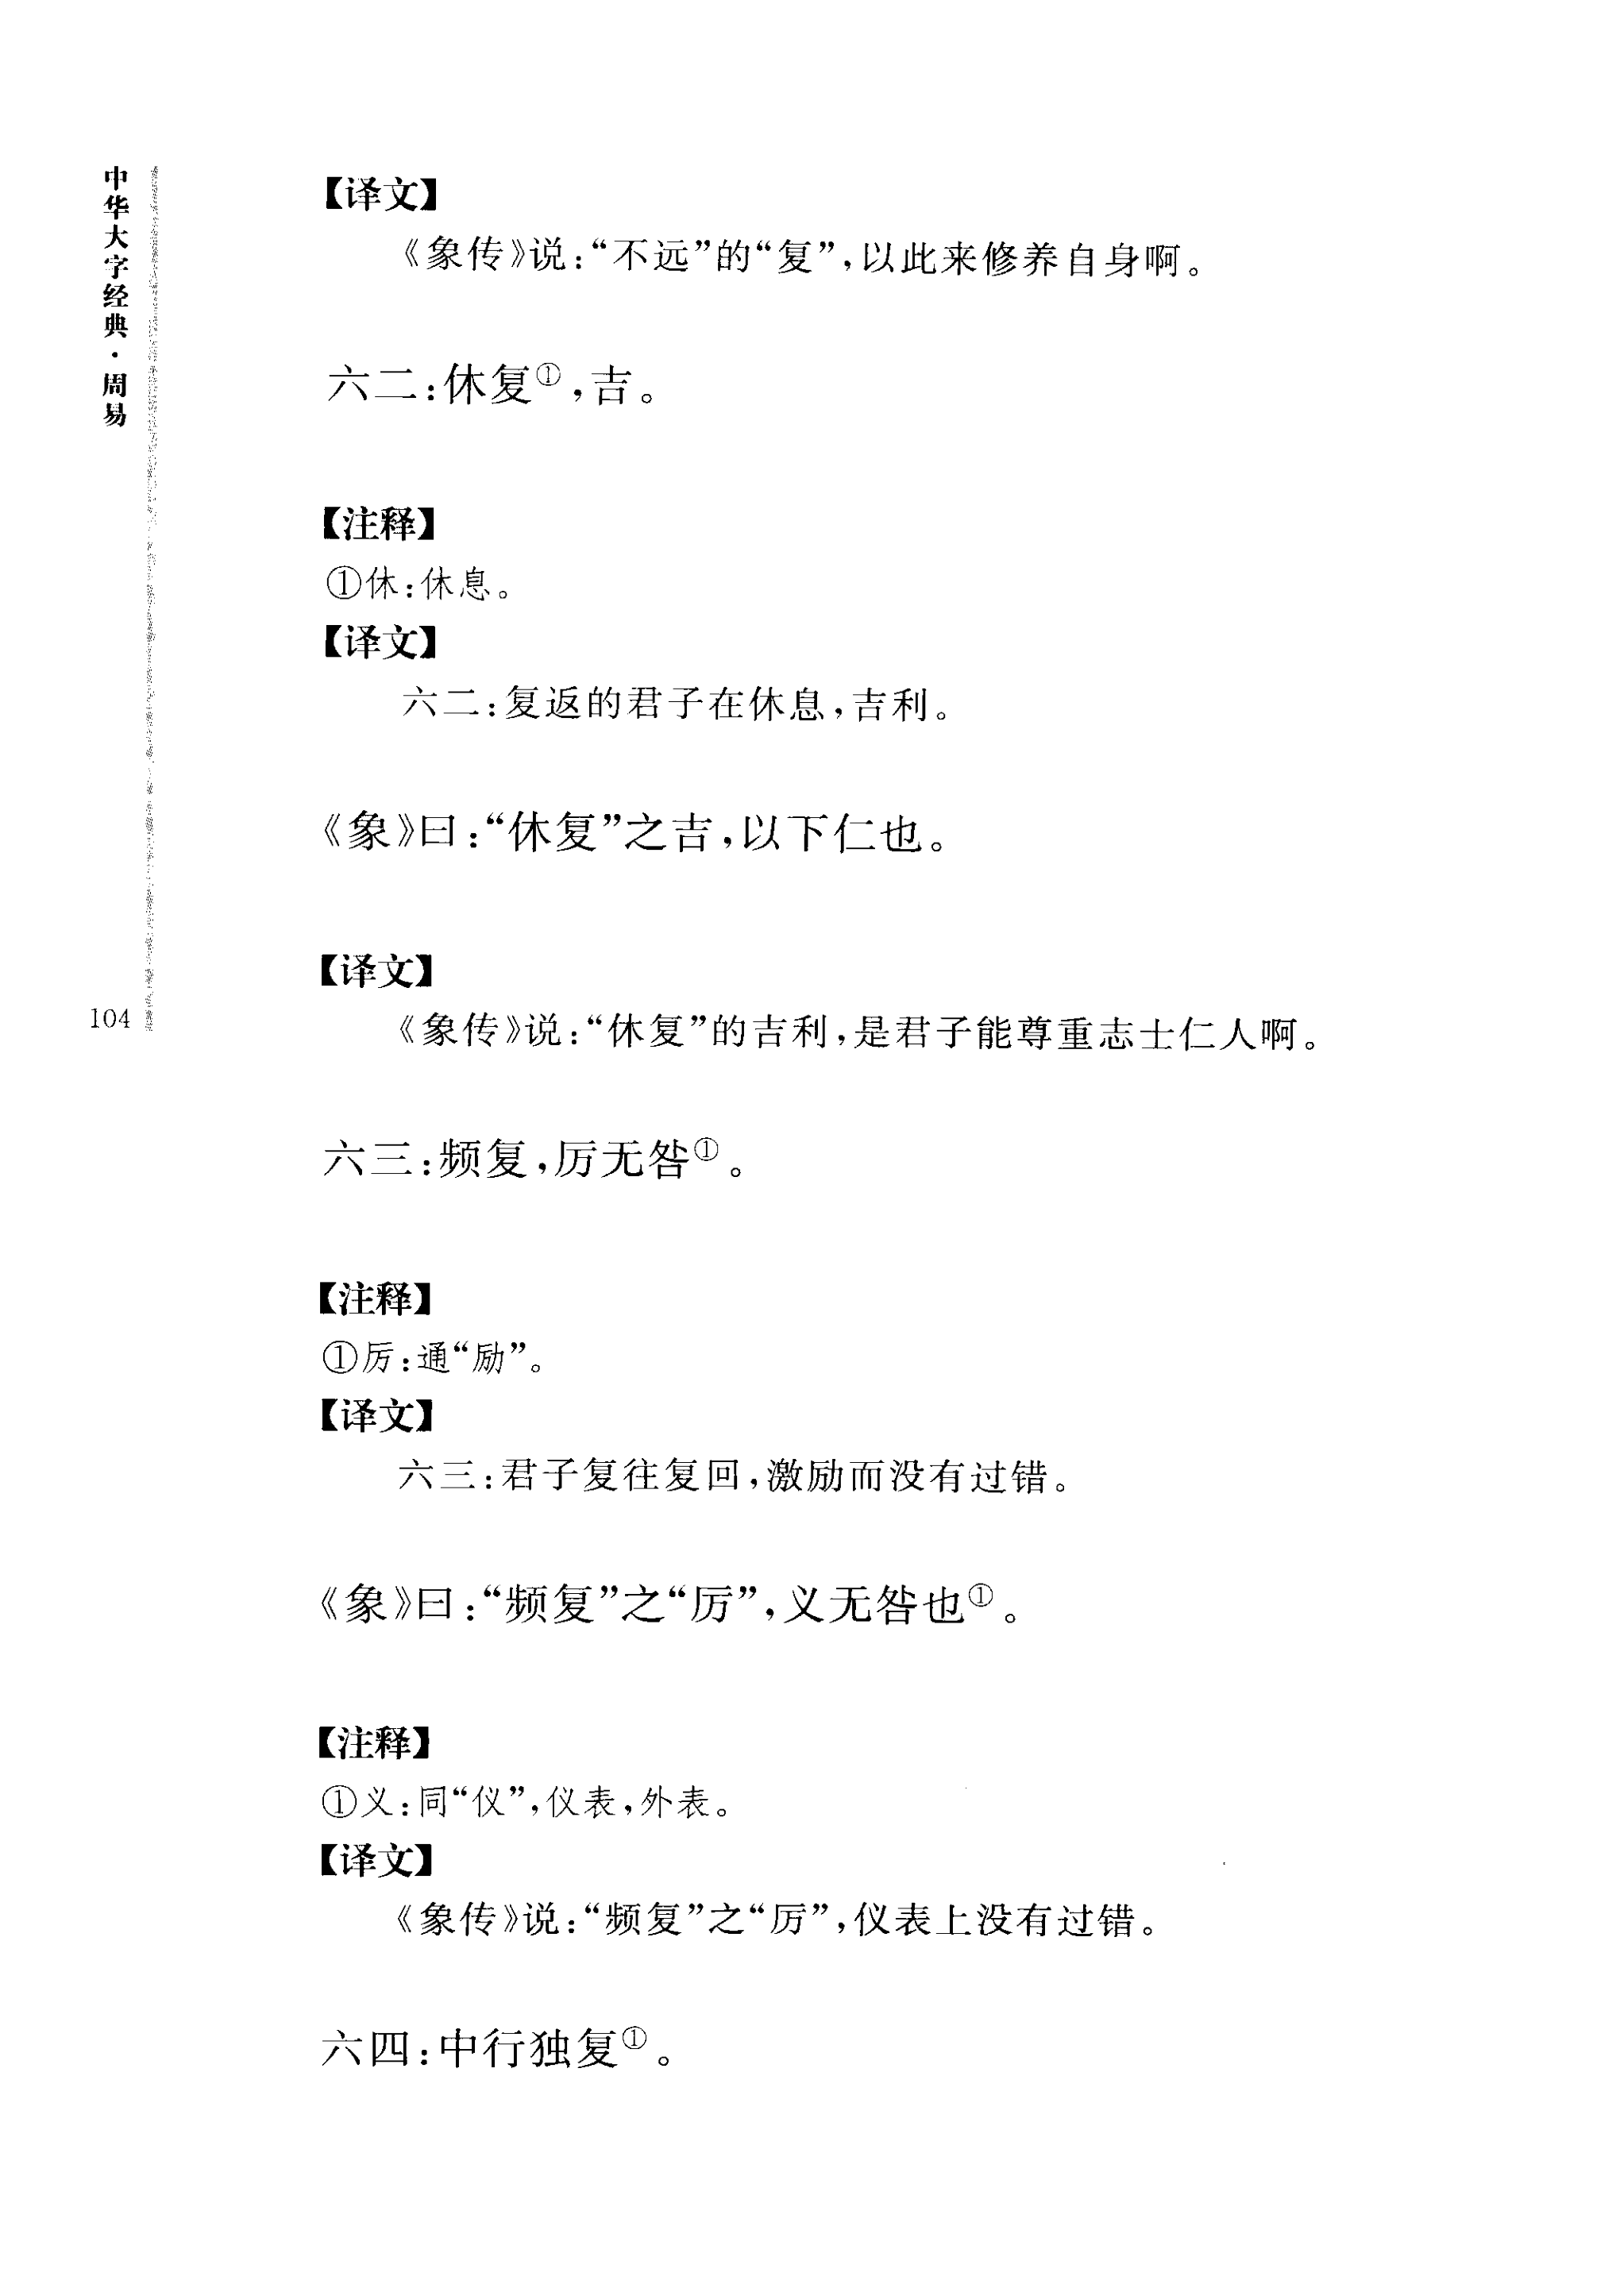 中华大字经典·周易
104
【译文】
《象传》说：“不远”的“复”，以此来修养自身啊。
六二：休复①，吉。
【注释】
①休：休息。
【译文】
六二：复返的君子在休息，吉利。
《象》曰：“休复”之吉，以下仁也。
【译文】
《象传》说：“休复”的吉利，是君子能尊重志士仁人啊。
六三：频复，厉无咎①。
【注释】
①厉：通“励”。
【译文】
六三：君子复往复回，激励而没有过错。
《象》曰：“频复”之“厉”，义无咎也①。
【注释】
①义：同“仪”，仪表，外表。
【译文】
《象传》说：“频复”之“厉”，仪表上没有过错。
六四：中行独复①。